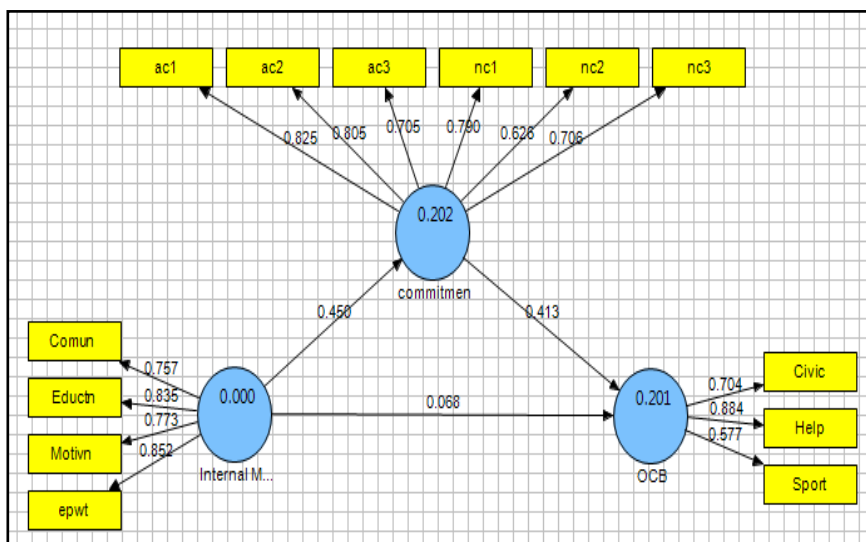 ac1 ac2 ac3 nc1 nc2 nc3
0.825 0.805 0.705 0.790 0.626 0.706
0.202
commitmen
0.450 0.413
Comun
0.757
Eductn
0.835
Motivn
0.773
epwt
0.852
0.000
Internal M...
0.068
0.201
OCB
Civic
0.704
Help
0.884
Sport
0.577